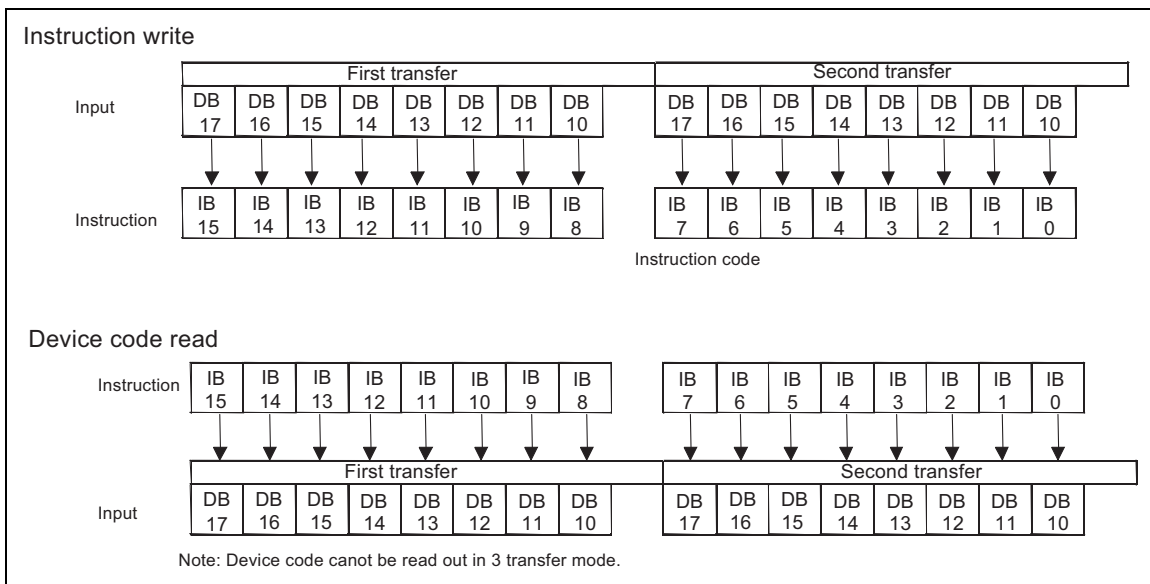 Instruction write
First transfer Second transfer
Input DB 17 DB 16 DB 15 DB 14 DB 13 DB 12 DB 11 DB 10 DB 17 DB 16 DB 15 DB 14 DB 13 DB 12 DB 11 DB 10
Instruction IB 15 IB 14 IB 13 IB 12 IB 11 IB 10 IB 9 IB 8 IB 7 IB 6 IB 5 IB 4 IB 3 IB 2 IB 1 IB 0
Instruction code
Device code read
Instruction IB 15 IB 14 IB 13 IB 12 IB 11 IB 10 IB 9 IB 8 IB 7 IB 6 IB 5 IB 4 IB 3 IB 2 IB 1 IB 0
First transfer Second transfer
Input DB 17 DB 16 DB 15 DB 14 DB 13 DB 12 DB 11 DB 10 DB 17 DB 16 DB 15 DB 14 DB 13 DB 12 DB 11 DB 10
Note: Device code canot be read out in 3 transfer mode.